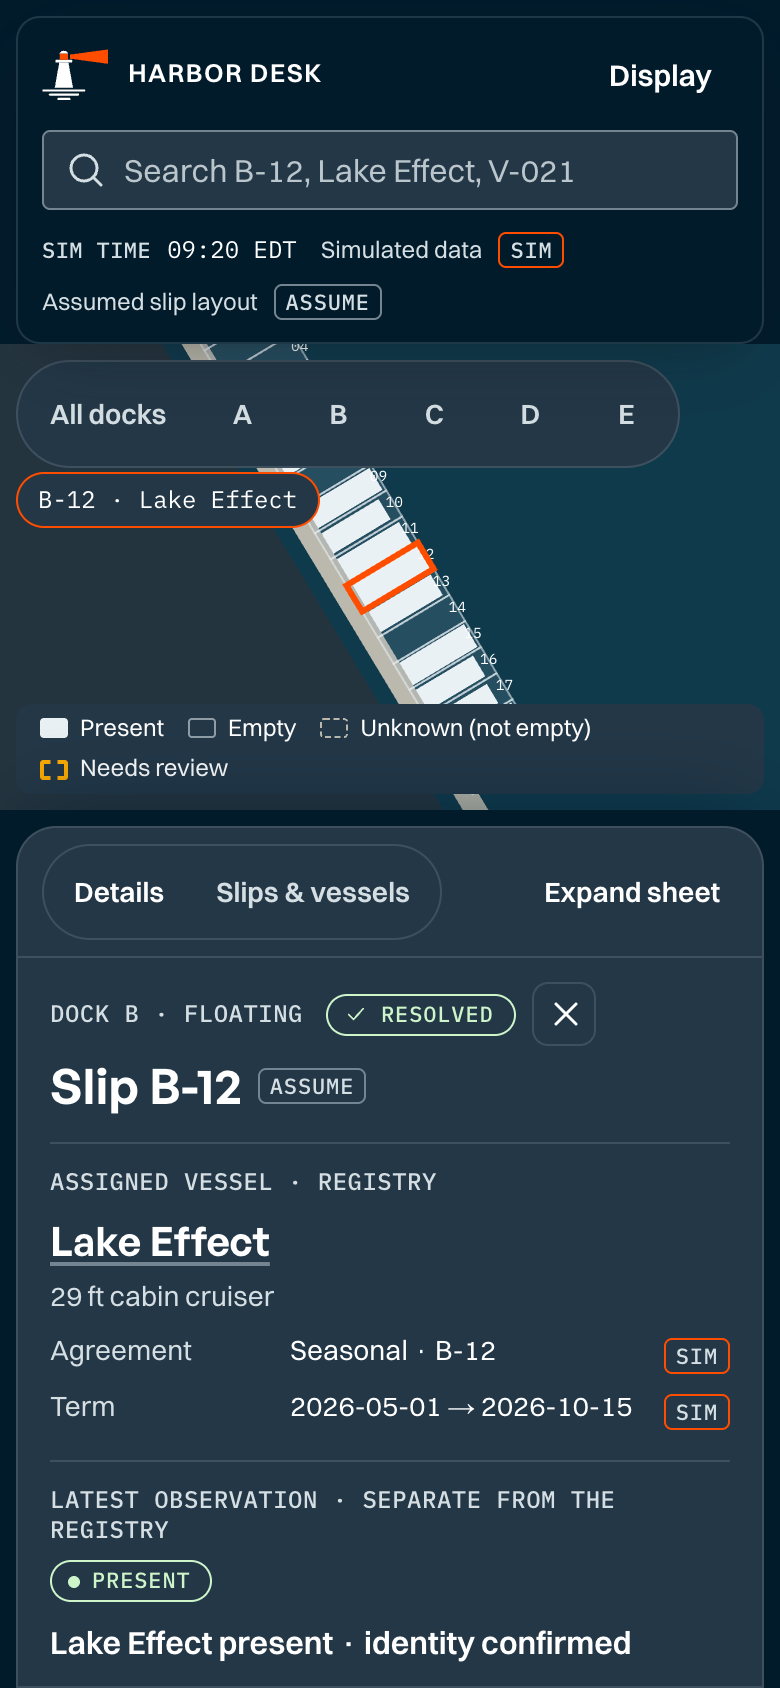 HARBOR DESK
Display
Search B-12, Lake Effect, V-021
SIM TIME 09:20 EDT Simulated data SIM
Assumed slip layout ASSUME
04
All docks A B C D E
09
B-12 · Lake Effect
10
11
13
14
15
16
17
Present Empty Unknown (not empty)
Needs review
Details Slips & vessels Expand sheet
DOCK B · FLOATING RESOLVED
Slip B-12 ASSUME
ASSIGNED VESSEL · REGISTRY
Lake Effect
29 ft cabin cruiser
Agreement Seasonal · B-12 SIM
Term 2026-05-01 → 2026-10-15 SIM
LATEST OBSERVATION · SEPARATE FROM THE
REGISTRY
PRESENT
Lake Effect present · identity confirmed